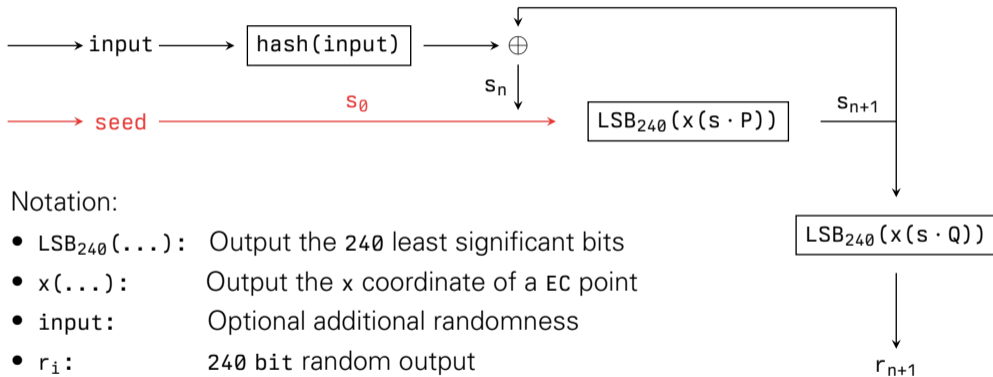 input hash(input) ⊕
sₙ
seed s₀ LSB₂₄₀(x(s · P)) sₙ₊₁
Notation:
• LSB₂₄₀(...): Output the 240 least significant bits
LSB₂₄₀(x(s · Q))
• x(...): Output the x coordinate of a EC point
• input: Optional additional randomness
• rᵢ: 240 bit random output
rₙ₊₁